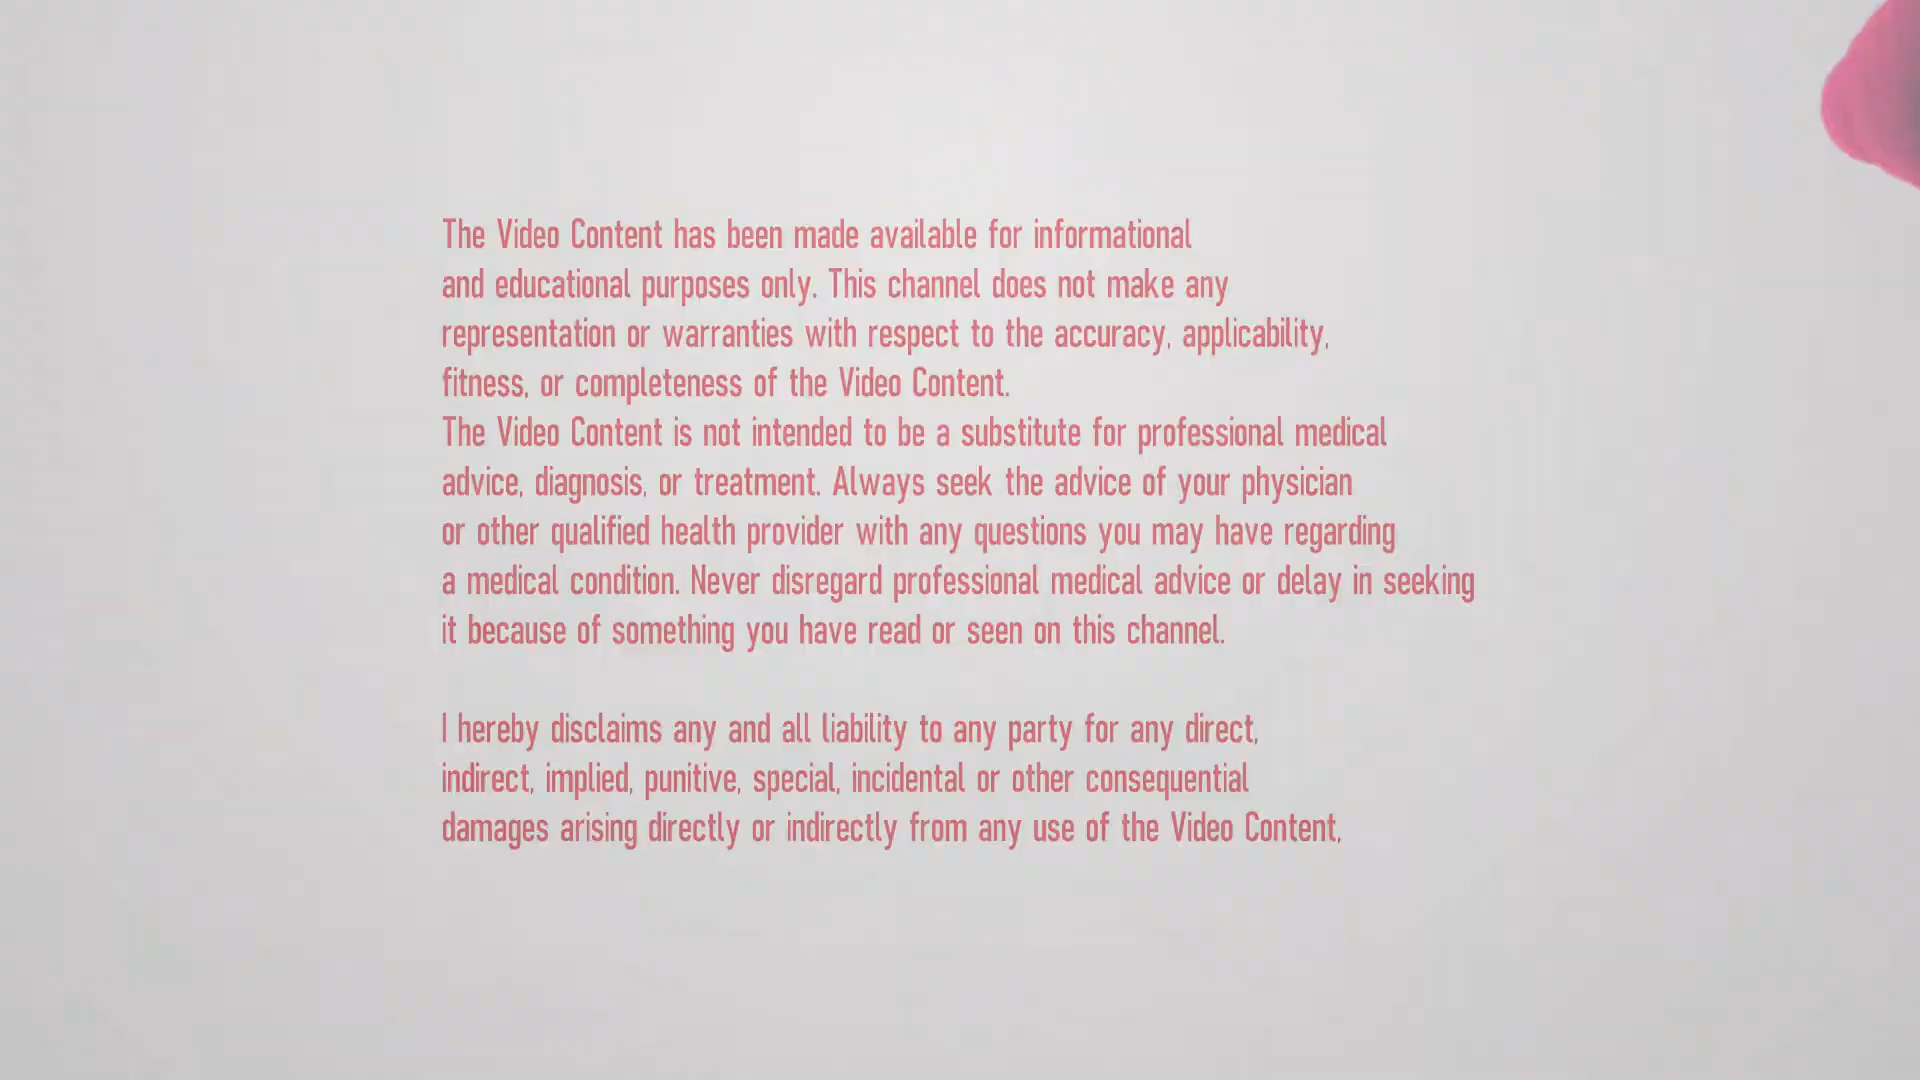 The Video Content has been made available for informational
and educational purposes only. This channel does not make any
representation or warranties with respect to the accuracy, applicability,
fitness, or completeness of the Video Content.
The Video Content is not intended to be a substitute for professional medical
advice, diagnosis, or treatment. Always seek the advice of your physician
or other qualified health provider with any questions you may have regarding
a medical condition. Never disregard professional medical advice or delay in seeking
it because of something you have read or seen on this channel.
I hereby disclaims any and all liability to any party for any direct,
indirect, implied, punitive, special, incidental or other consequential
damages arising directly or indirectly from any use of the Video Content,